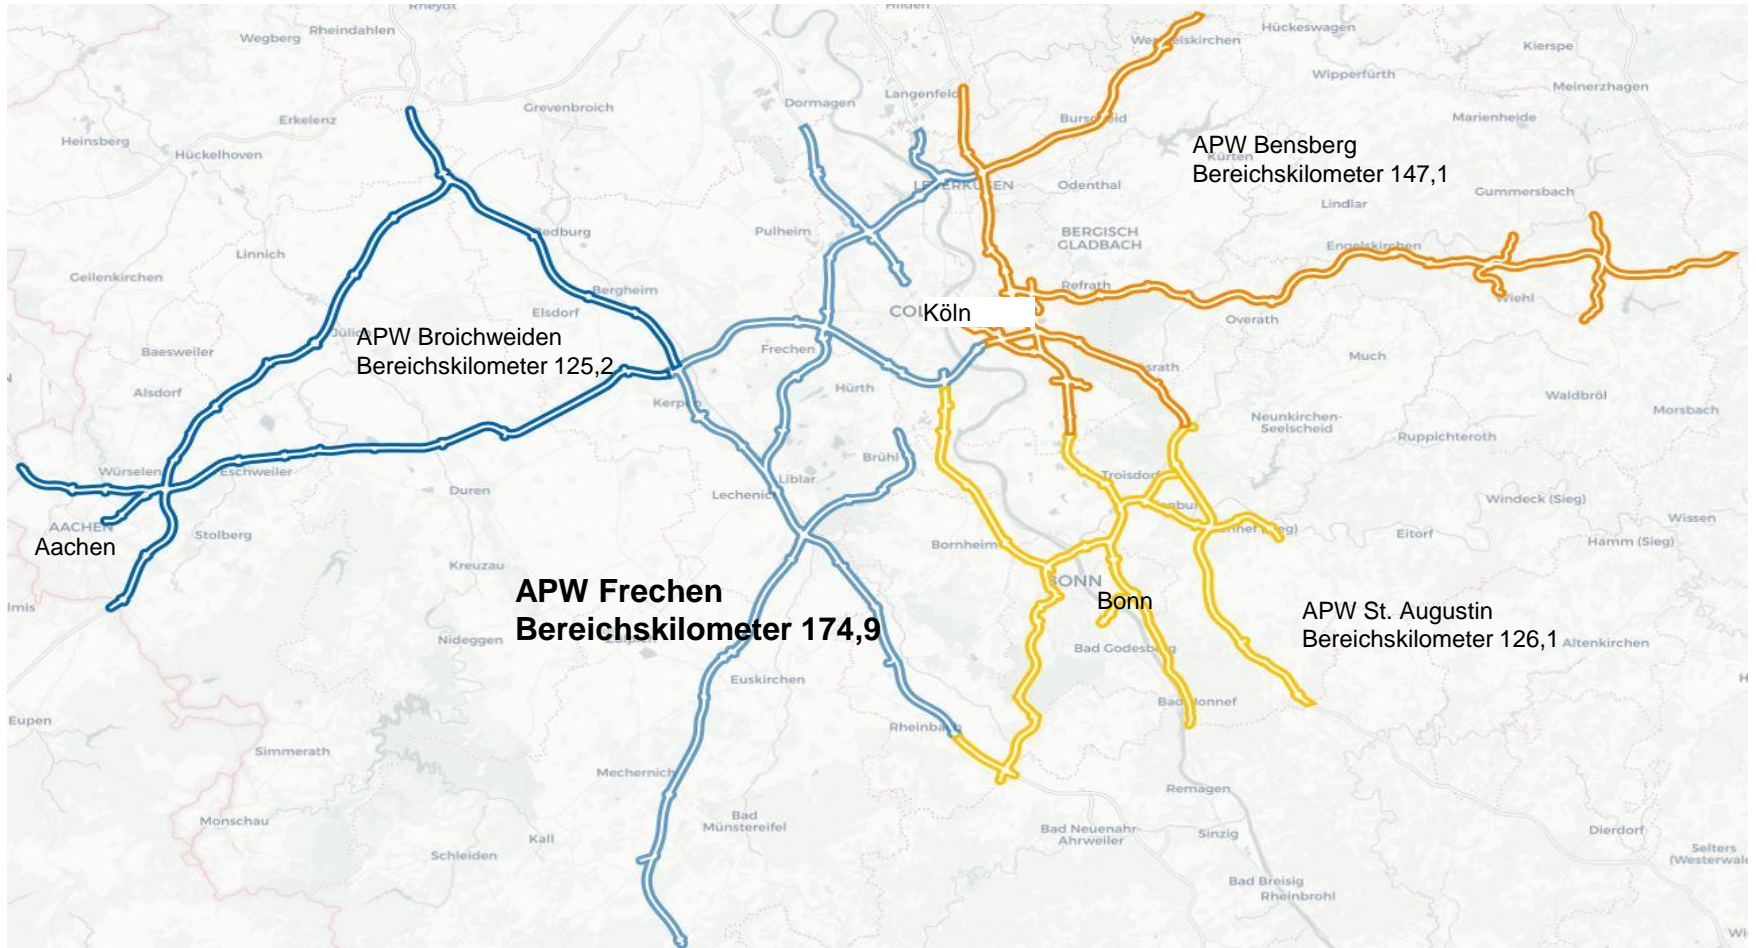 Rheydt
Hilden
Wegberg
Rheindahlen
Hückeswagen
Kierspe
Wipperfürth
Meinerzhagen
Grevenbroich
Dormagen
Langenfeld
Erkelenz
Marienheide
Heinsberg
Hückelhoven
APW Bensberg
Bereichskilometer 147,1
Kürten
Odenthal
Gummersbach
Lindlar
Pulheim
BERGISCH
GLADBACH
Engelskirchen
Linnich
Geilenkirchen
Bergheim
Refrath
Wiehl
Elsdorf
Köln
Overath
APW Broichweiden
Bereichskilometer 125,2
Baesweiler
Frechen
Much
Alsdorf
Hürth
Waldbröl
Morsbach
Neunkirchen-
Seelscheid
Ruppichteroth
Würselen
Eschweiler
Brühl
Liblar
Troisdorf
Duren
Windeck (Sieg)
Wissen
AACHEN
Aachen
Stolberg
Bornheim
Eitorf
Hamm (Sieg)
Kreuzau
APW Frechen
Bereichskilometer 174,9
BONN
Bonn
APW St. Augustin
Bereichskilometer 126,1
Altenkirchen
Nideggen
Bad Godesberg
Euskirchen
Eupen
Rheinbach
Simmerath
Mechernich
Remagen
Monschau
Bad
Münstereifel
Kall
Bad Neuenahr-
Ahrweiler
Sinzig
Dierdorf
Schleiden
Selters
Bad Breisig
Rheinbrohl